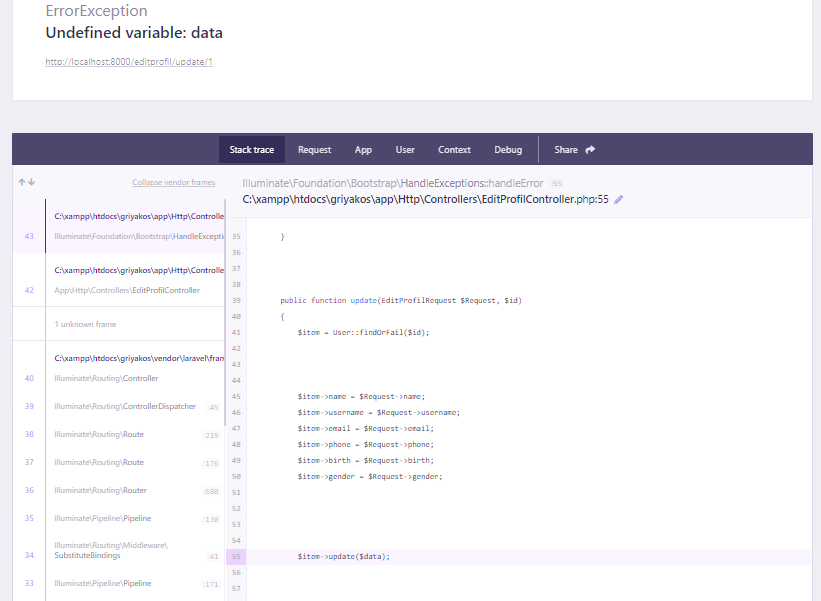 ErrorException
Undefined variable: data
http://localhost:8000/editprofil/update/1
Stack trace Request App User Context Debug Share
Collapse vendor frames
C:\xampp\htdocs\griyakos\app\Http\Controlle
43 Illuminate\Foundation\Bootstrap\HandleExcepti
C:\xampp\htdocs\griyakos\app\Http\Controlle
42 App\Http\Controllers\EditProfilController
1 unknown frame
C:\xampp\htdocs\griyakos\vendor\laravel\fran
40 Illuminate\Routing\Controller
39 Illuminate\Routing\ControllerDispatcher :45
38 Illuminate\Routing\Route :219
37 Illuminate\Routing\Route :176
36 Illuminate\Routing\Router :680
35 Illuminate\Pipeline\Pipeline :130
Illuminate\Routing\Middleware\
34 SubstituteBindings :41
33 Illuminate\Pipeline\Pipeline :171
Illuminate\Foundation\Bootstrap\HandleExceptions::handleError :55
C:\xampp\htdocs\griyakos\app\Http\Controllers\EditProfilController.php:55
35 }
36
37
38
39 public function update(EditProfilRequest $Request, $id)
40 {
41 $item = User::findOrFail($id);
42
43
44
45 $item->name = $Request->name;
46 $item->username = $Request->username;
47 $item->email = $Request->email;
48 $item->phone = $Request->phone;
49 $item->birth = $Request->birth;
50 $item->gender = $Request->gender;
51
52
53
54
55 $item->update($data);
56
57